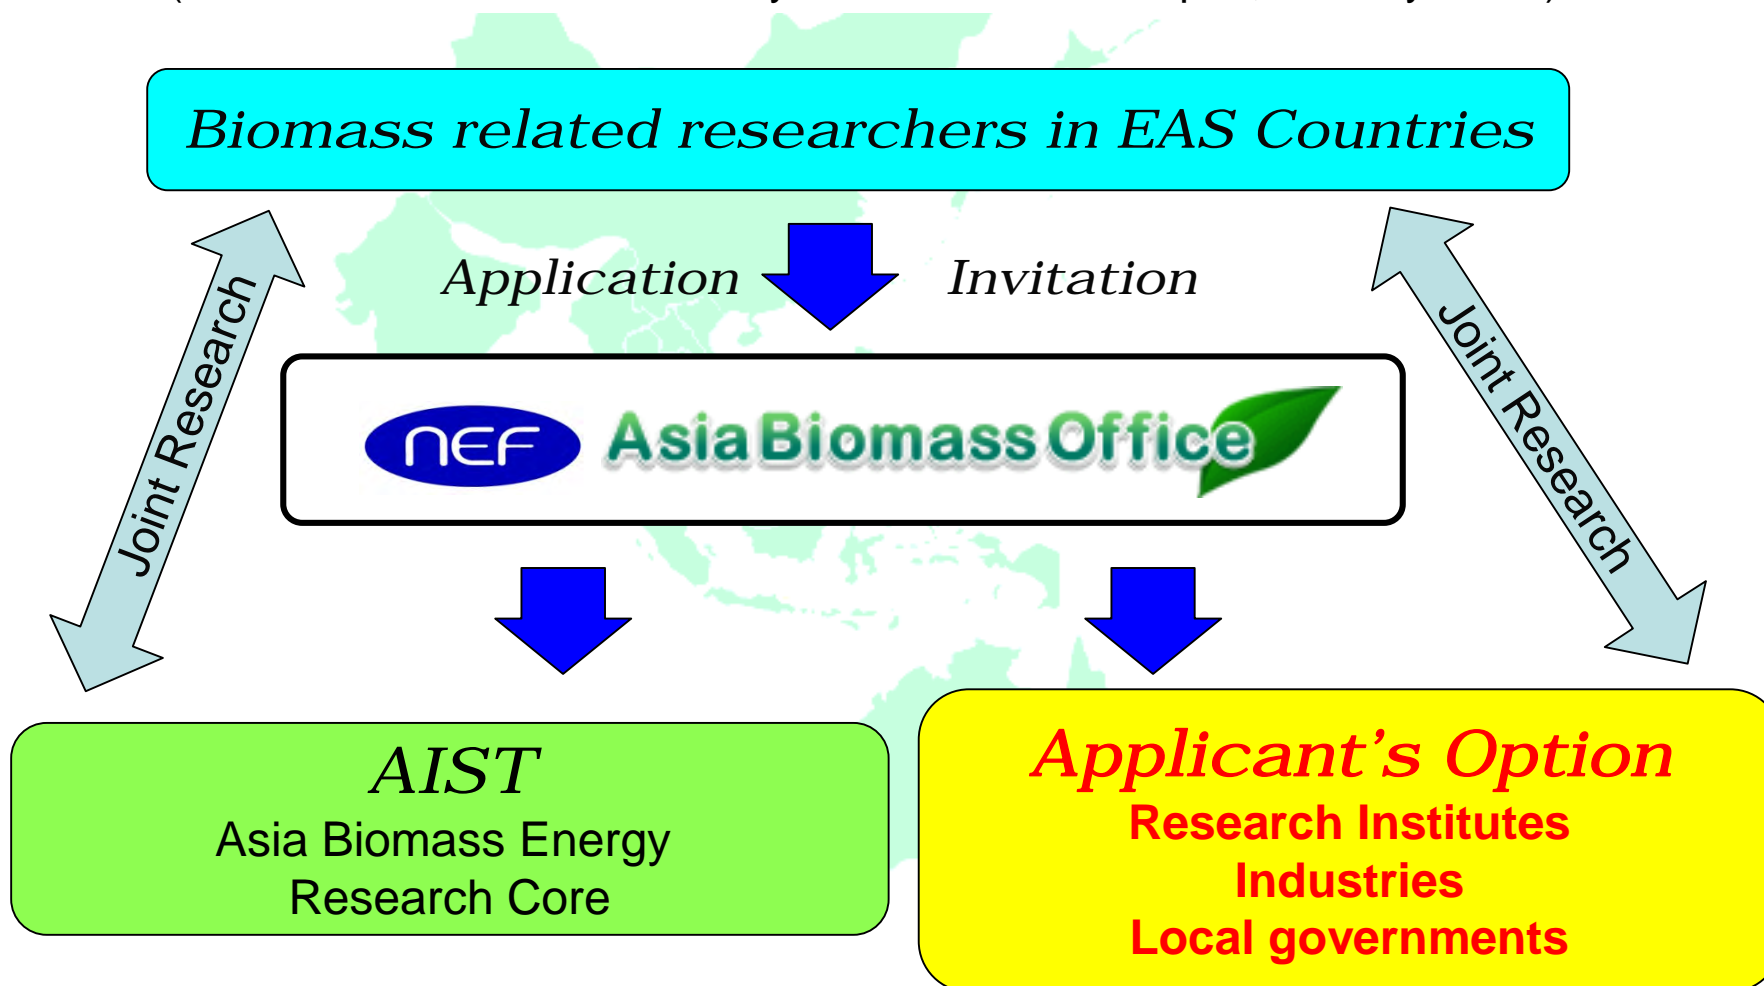 Biomass related researchers in EAS Countries
Application
Invitation
Joint Research
Joint Research
NEF Asia Biomass Office
AIST
Asia Biomass Energy
Research Core
Applicant’s Option
Research Institutes
Industries
Local governments